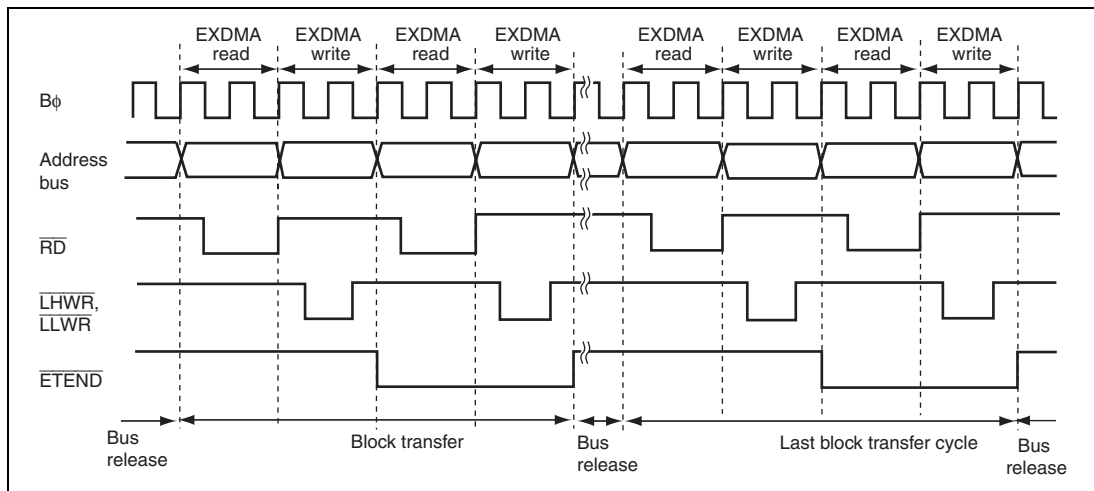 EXDMA read
EXDMA write
EXDMA read
EXDMA write
EXDMA read
EXDMA write
EXDMA read
EXDMA write
Bφ
Address bus
RD
LHWR,
LLWR
ETEND
Bus release
Block transfer
Bus release
Last block transfer cycle
Bus release